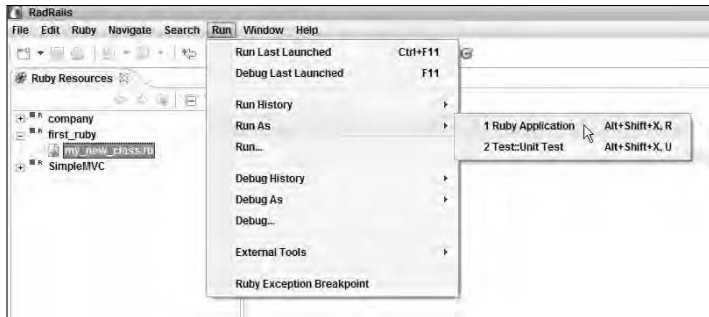 RadRails
File Edit Ruby Navigate Search Run Window Help
Run Last Launched Ctrl+F11
Debug Last Launched F11
Ruby Resources
Run History
company
Run As
1 Ruby Application Alt+Shift+X, R
first_ruby
Run...
2 Test::Unit Test Alt+Shift+X, U
my_new_class.rb
SimpleMVC
Debug History
Debug As
Debug...
External Tools
Ruby Exception Breakpoint